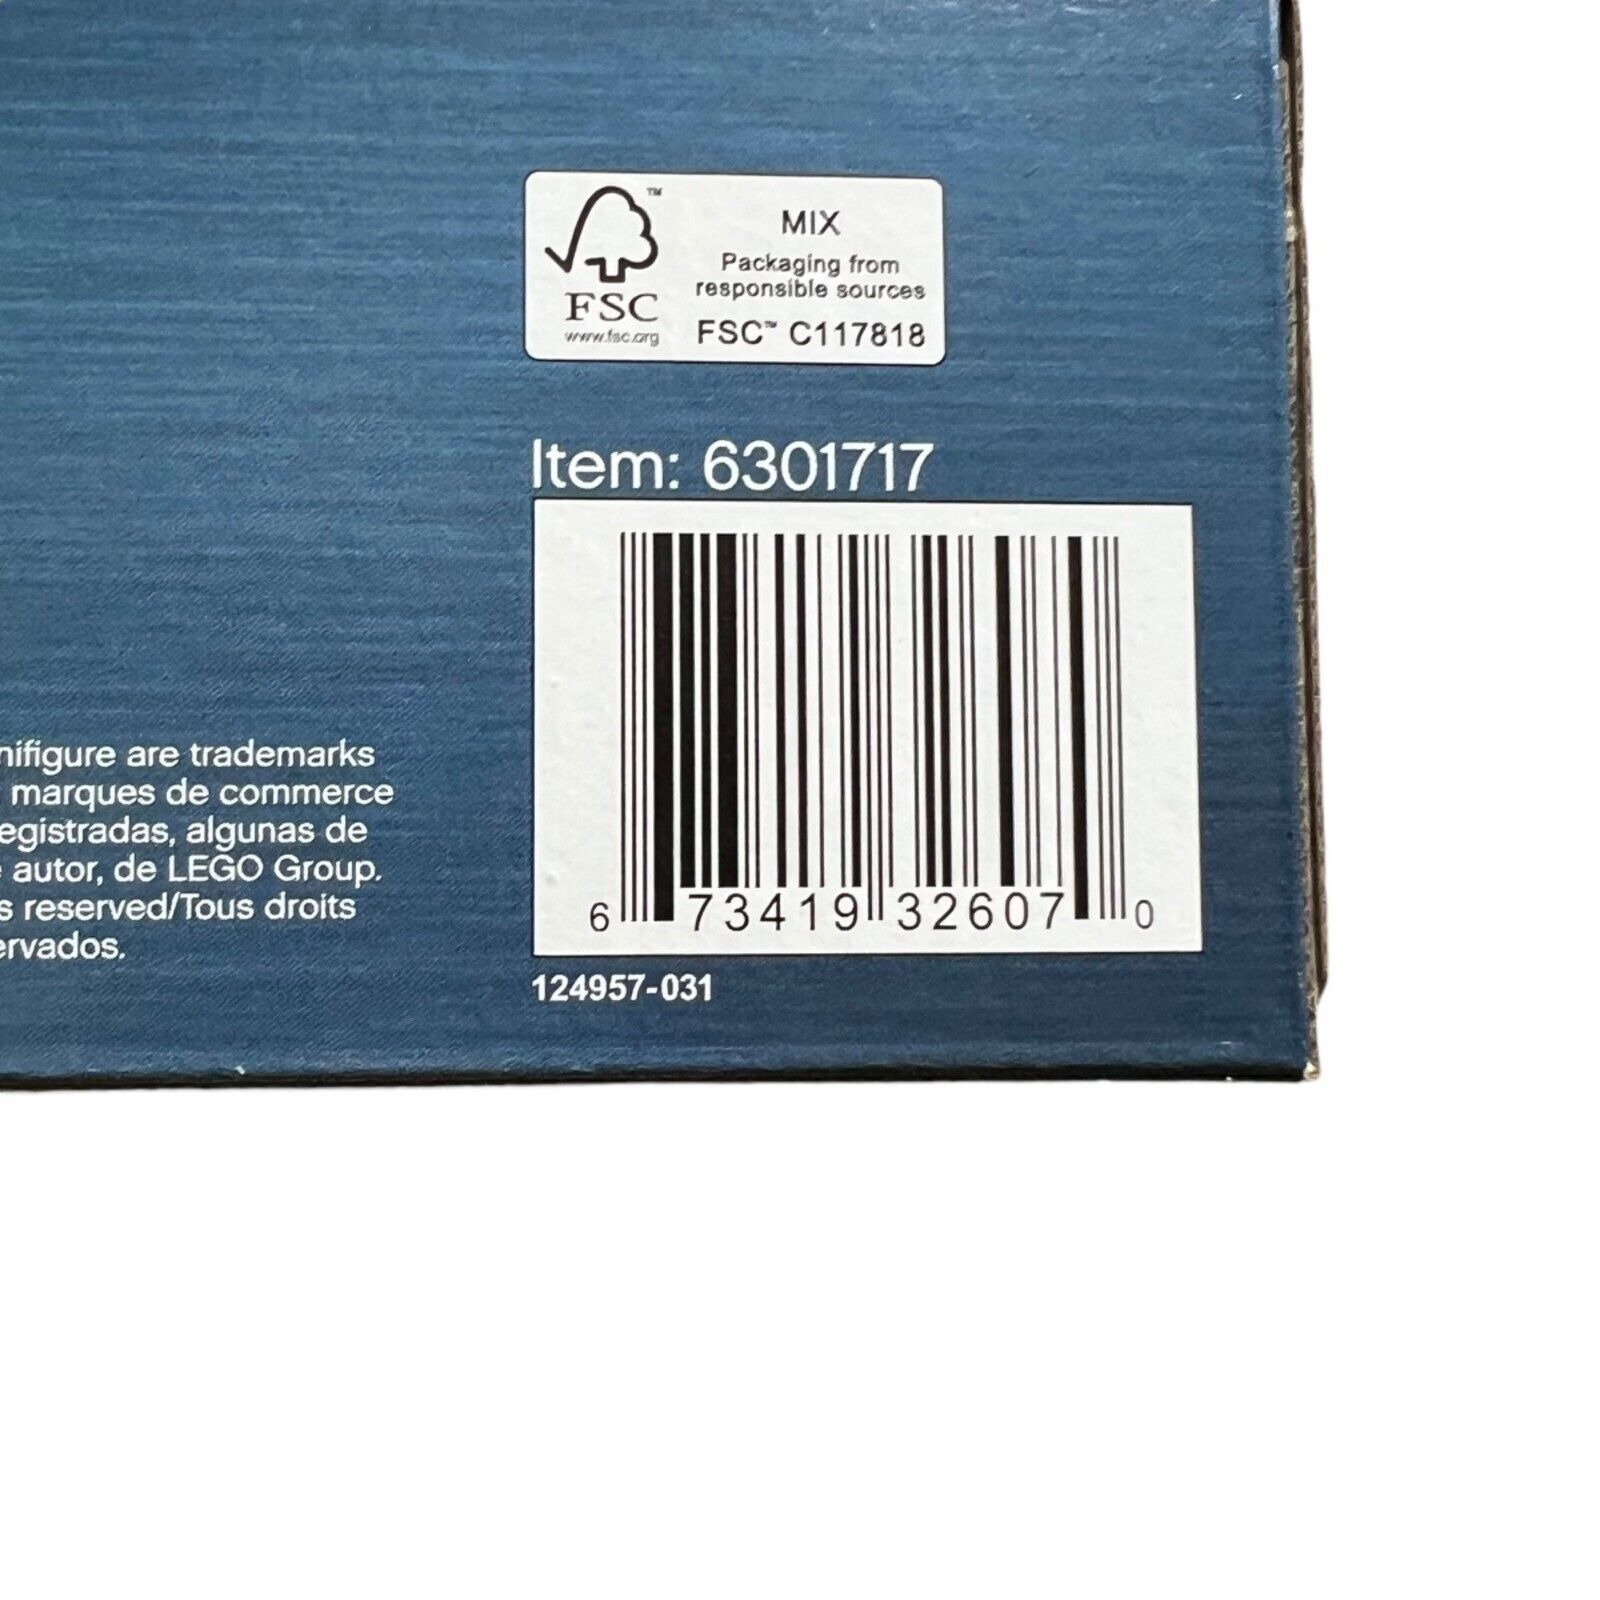 ™
MIX
Packaging from
responsible sources
FSC
www.fsc.org
FSC™ C117818
Item: 6301717
nifigure are trademarks
marques de commerce
egistradas, algunas de
autor, de LEGO Group.
s reserved/Tous droits
ervados.
6 73419 32607 0
124957-031